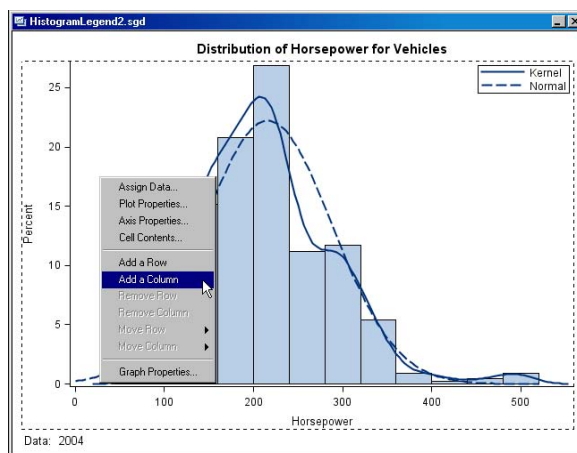 HistogramLegend2.sgd
Distribution of Horsepower for Vehicles
Kernel
Normal
25
20
15
10
5
0
Percent
Assign Data...
Plot Properties...
Axis Properties...
Cell Contents...
Add a Row
Add a Column
Remove Row
Remove Column
Move Row
Move Column
Graph Properties...
0
200
300
400
500
Horsepower
Data: 2004